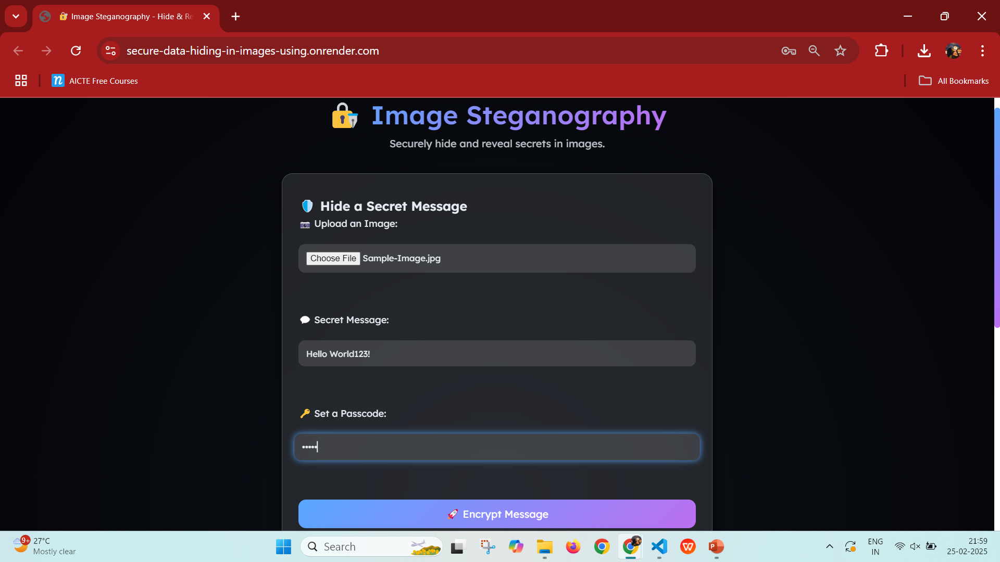 Image Steganography - Hide & Re
secure-data-hiding-in-images-using.onrender.com
AICTE Free Courses
All Bookmarks
Image Steganography
Securely hide and reveal secrets in images.
Hide a Secret Message
Upload an Image:
Choose File Sample-Image.jpg
Secret Message:
Hello World123!
Set a Passcode:
•••••
Encrypt Message
9+
27°C
Mostly clear
Search
ENG
IN
21:59
25-02-2025